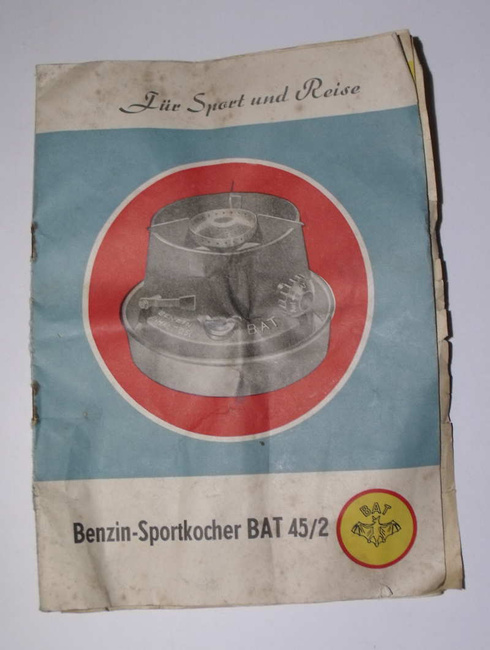 Für Sport und Reise
BAT
Benzin-Sportkocher BAT 45/2
BAT